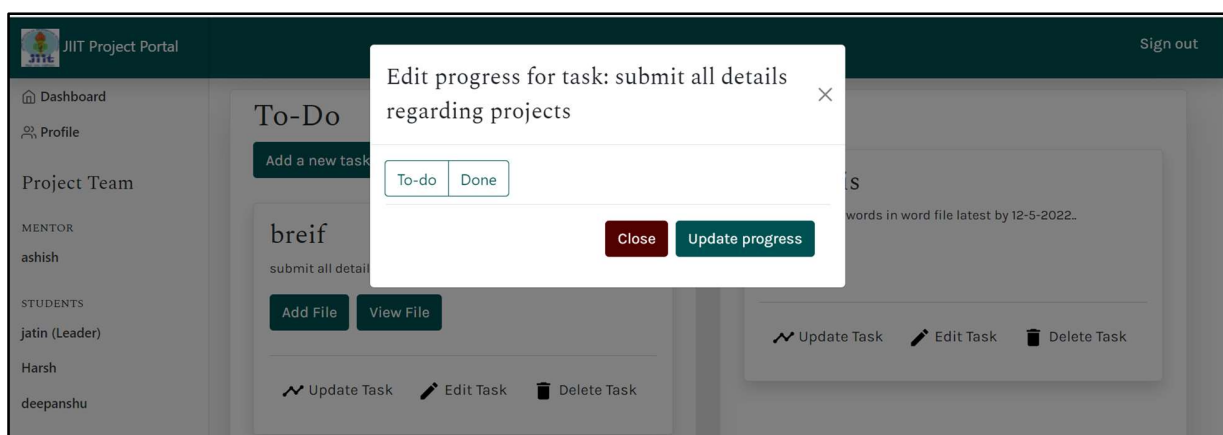 JIIT
JIIT Project Portal
Sign out
Dashboard
Profile
Project Team
MENTOR
ashish
STUDENTS
jatin (Leader)
Harsh
deepanshu
To-Do
Add a new task
breif
submit all detail
Add File View File
Update Task Edit Task Delete Task
Edit progress for task: submit all details
regarding projects
To-do Done
Close Update progress
words in word file latest by 12-5-2022..
Update Task Edit Task Delete Task